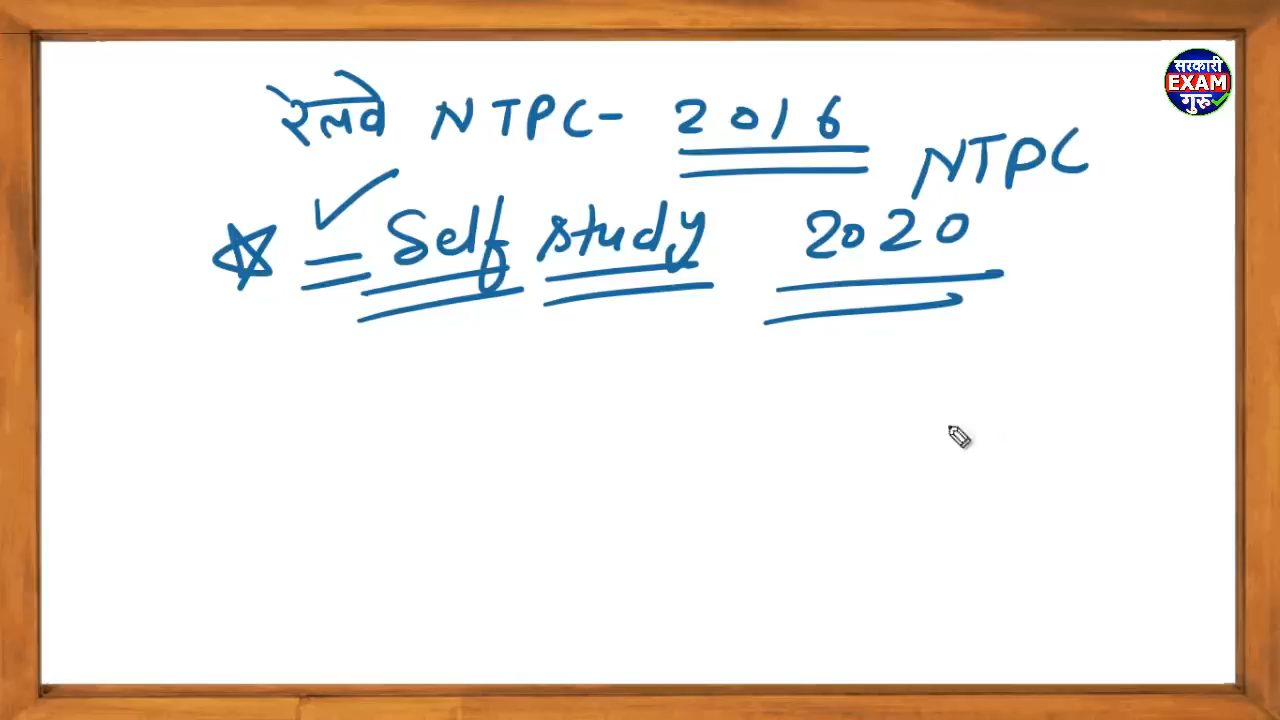 रेलवे NTPC- 2016
NTPC
Self study 2020
सरकारी
EXAM
गुरु